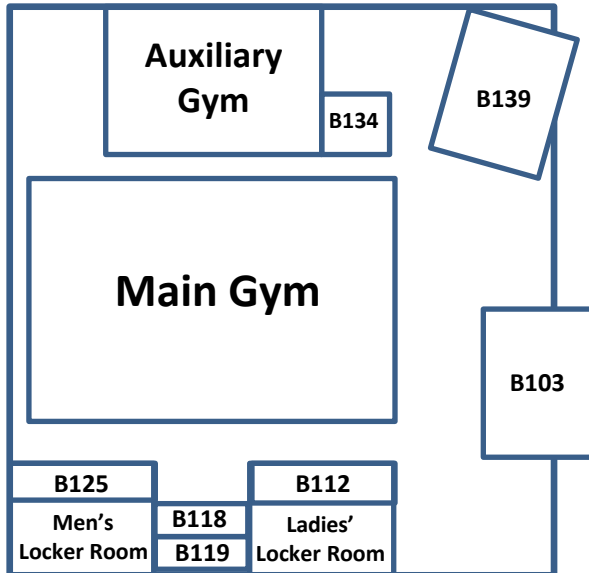 Auxiliary
Gym
B134
B139
Main Gym
B103
B125
B112
Men's
Locker Room
B118
B119
Ladies'
Locker Room